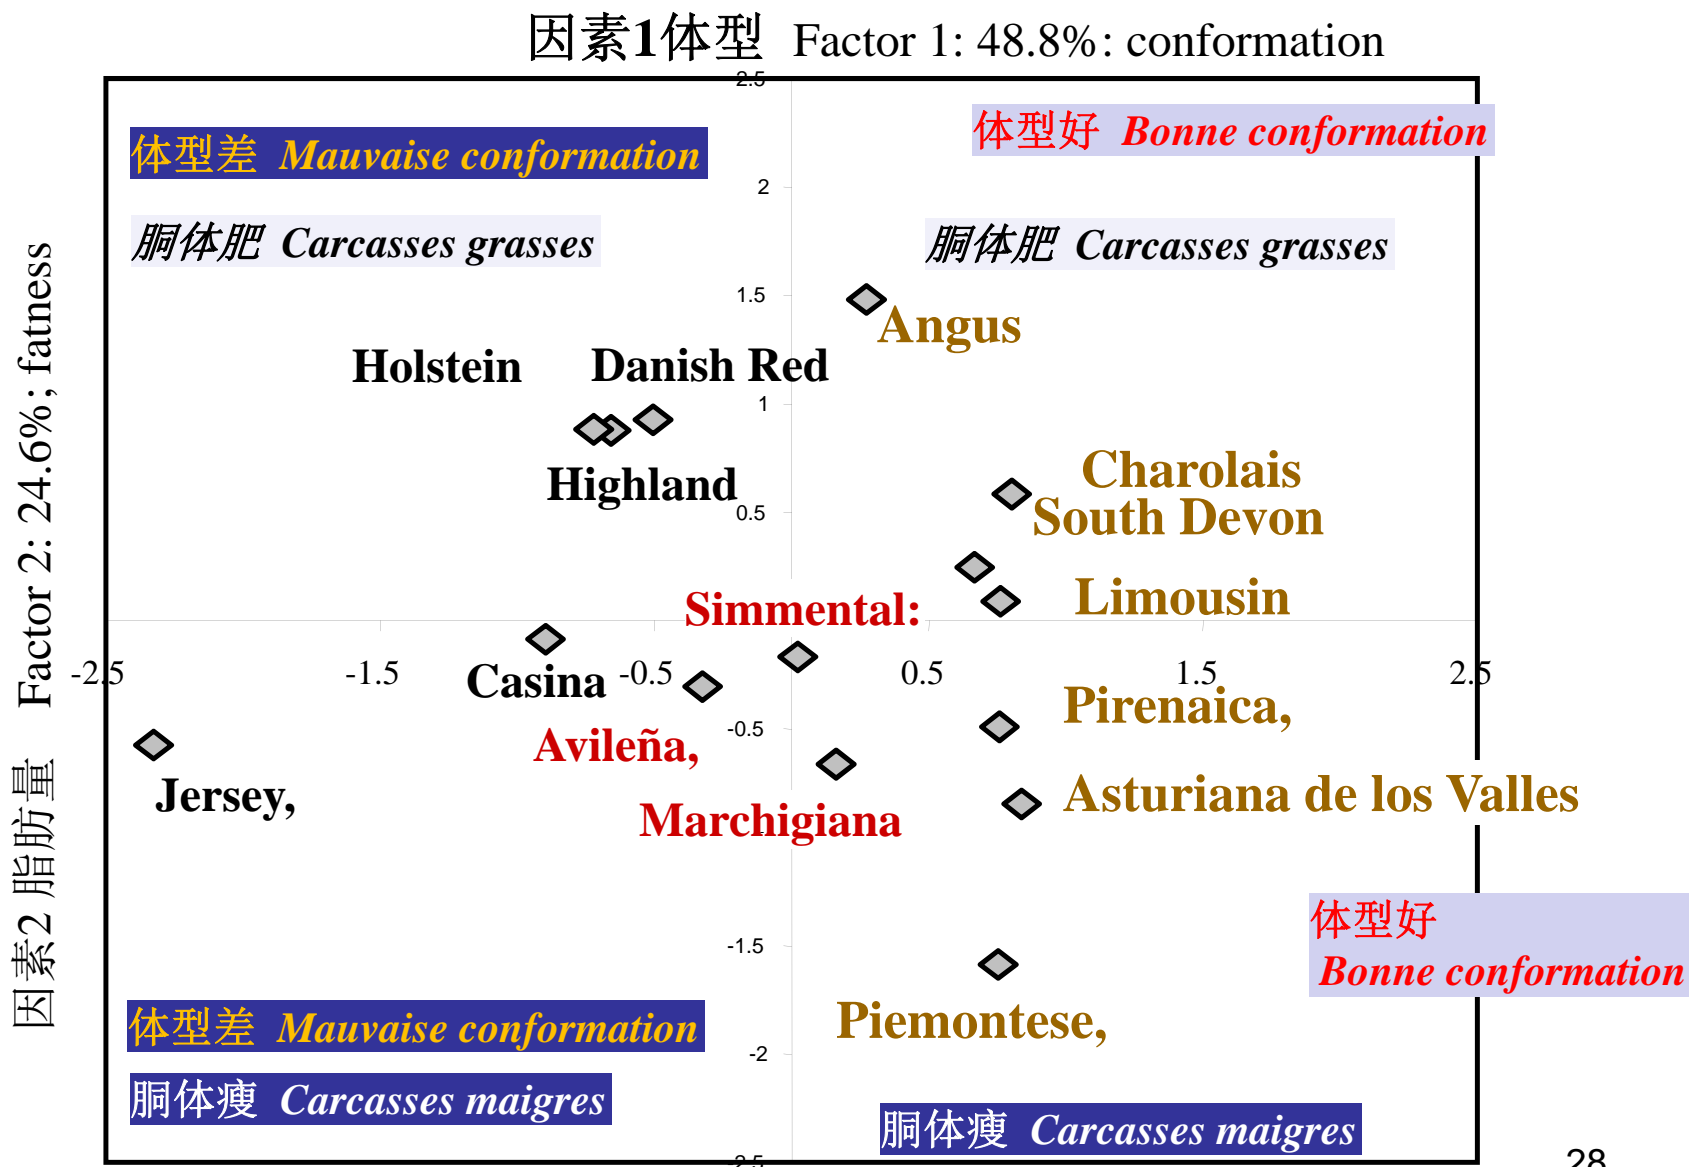 因素1体型 Factor 1: 48.8%: conformation
2.5
体型差 Mauvaise conformation
体型好 Bonne conformation
2
胴体肥 Carcasses grasses
胴体肥 Carcasses grasses
1.5
Angus
Holstein
Danish Red
1
Highland
Charolais
0.5
South Devon
Simmental:
Limousin
-2.5 -1.5 -0.5 0.5 1.5 2.5
Casina
Pirenaica,
-0.5
Avileña,
Jersey,
Asturiana de los Valles
Marchigiana
体型好
Bonne conformation
-1.5
Piemontese,
体型差 Mauvaise conformation
-2
胴体瘦 Carcasses maigres
胴体瘦 Carcasses maigres
-2.5
28
因素2 脂肪量 Factor 2: 24.6%; fatness